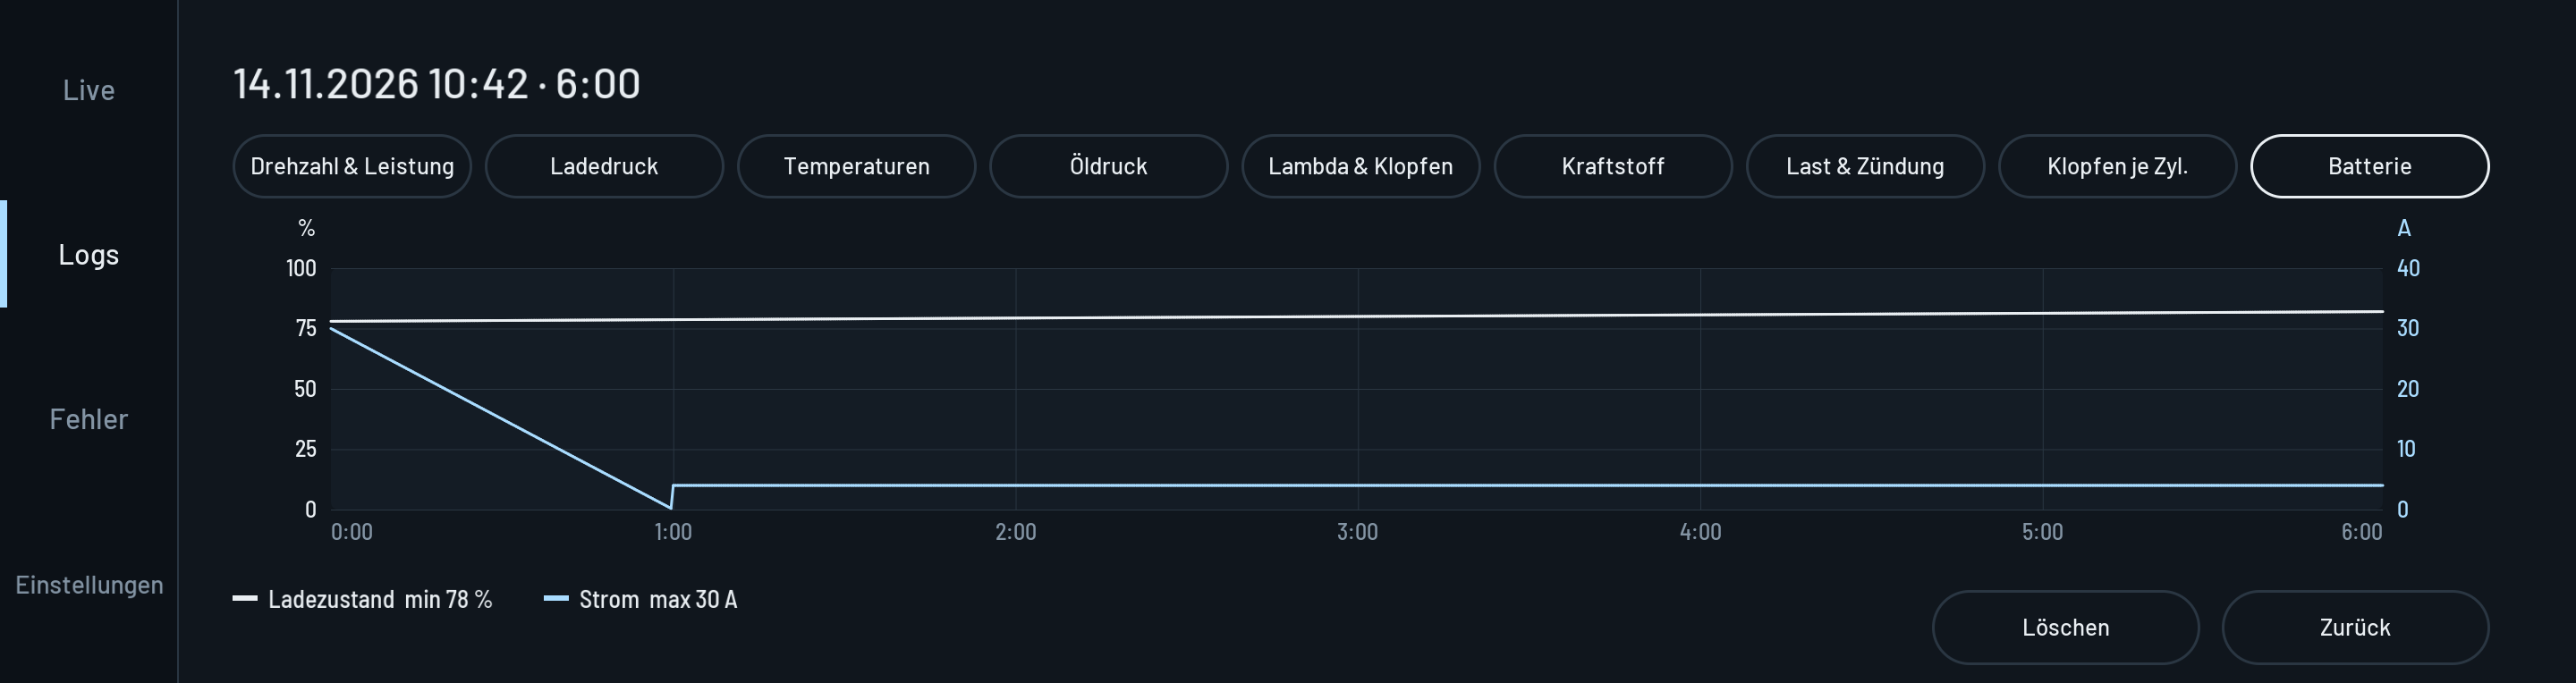 Live
Logs
Fehler
Einstellungen
14.11.2026 10:42 · 6:00
Drehzahl & Leistung Ladedruck Temperaturen Öldruck Lambda & Klopfen Kraftstoff Last & Zündung Klopfen je Zyl. Batterie
% A
100 40
75 30
50 20
25 10
0 0
0:00 1:00 2:00 3:00 4:00 5:00 6:00
Ladezustand min 78 % Strom max 30 A
Löschen Zurück